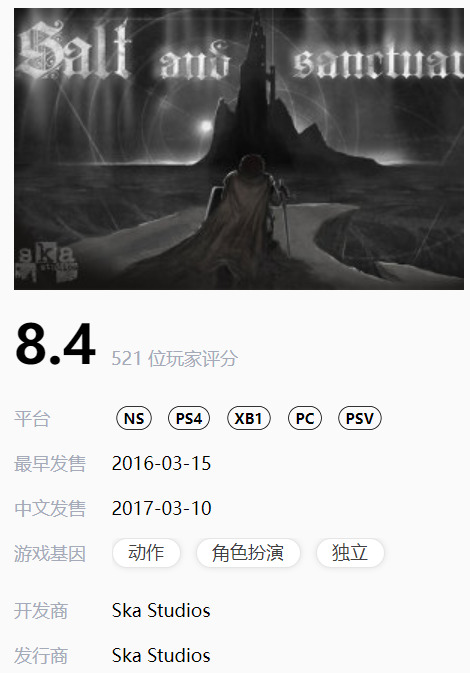 Salt and sanctuar
ska
studios
8.4 521 位玩家评分
平台 NS PS4 XB1 PC PSV
最早发售 2016-03-15
中文发售 2017-03-10
游戏基因 动作 角色扮演 独立
开发商 Ska Studios
发行商 Ska Studios